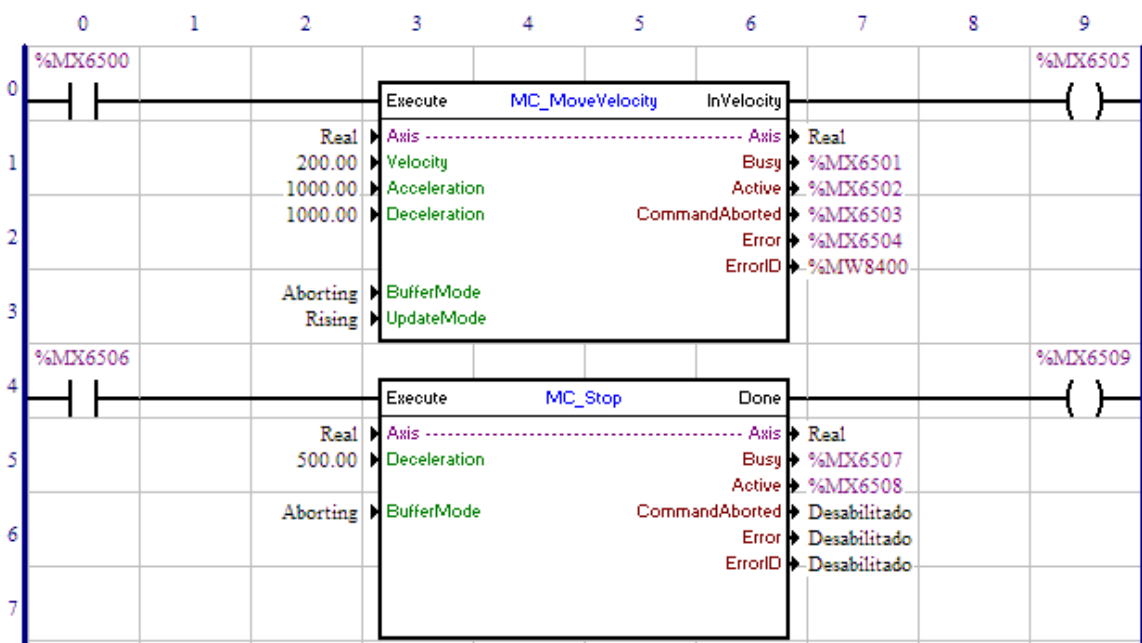 0 1 2 3 4 5 6 7 8 9
%MX6500 %MX6505
0
Execute MC_MoveVelocity InVelocity
Real Axis Axis Real
1
200.00 Velocity Busy %MX6501
1000.00 Acceleration Active %MX6502
1000.00 Deceleration CommandAborted %MX6503
2
Error %MX6504
ErrorID %MW8400
Aborting BufferMode
3
Rising UpdateMode
%MX6506 %MX6509
4
Execute MC_Stop Done
Real Axis Axis Real
5
500.00 Deceleration Busy %MX6507
Active %MX6508
Aborting BufferMode CommandAborted Desabilitado
6
Error Desabilitado
ErrorID Desabilitado
7